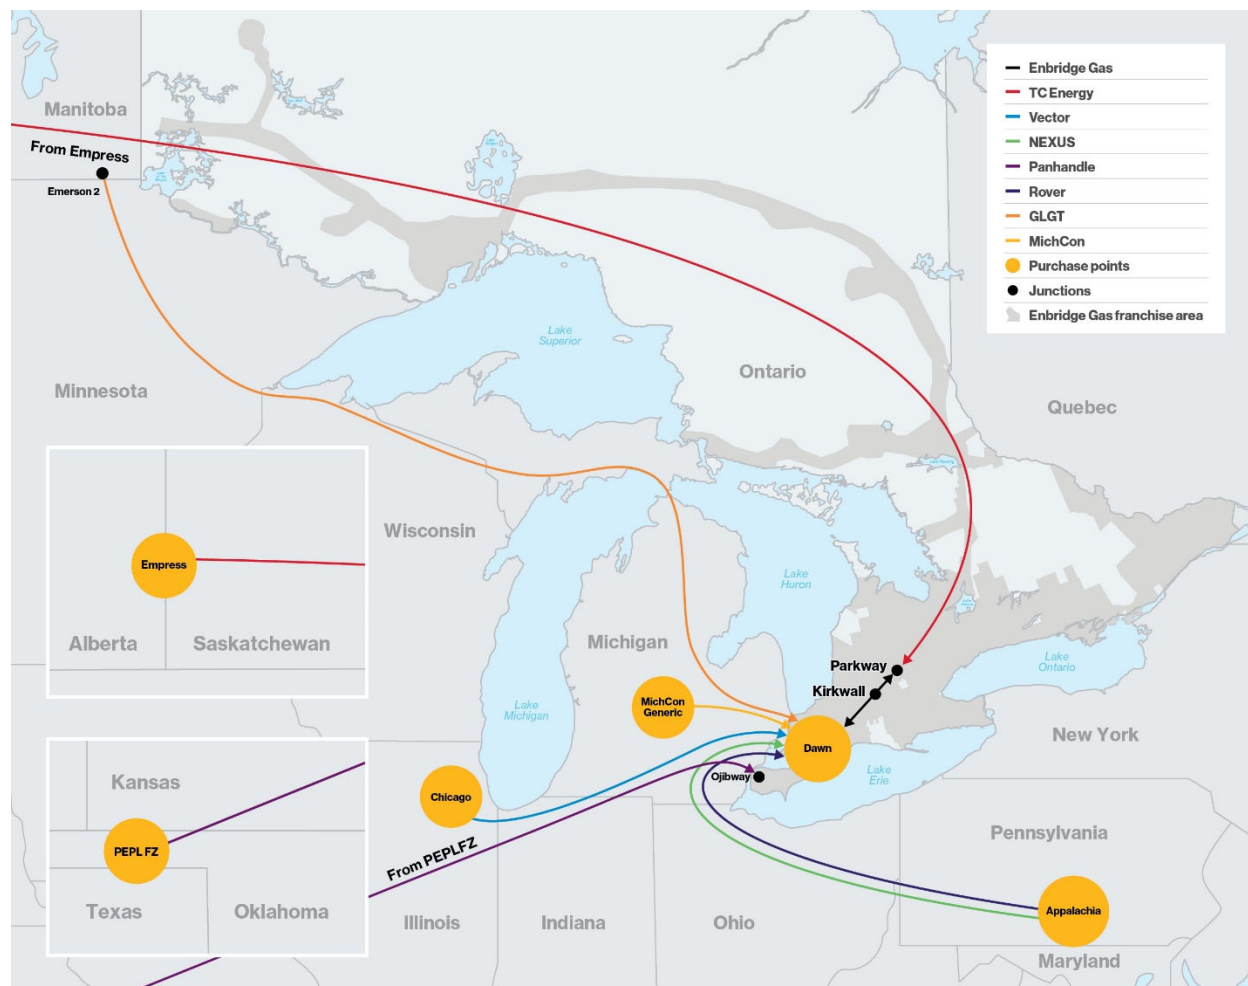 Enbridge Gas
TC Energy
Vector
NEXUS
Panhandle
Rover
GLGT
MichCon
Purchase points
Junctions
Enbridge Gas franchise area
Manitoba
From Empress
Emerson 2
Lake
Superior
Ontario
Quebec
Minnesota
Wisconsin
Empress
Alberta
Saskatchewan
Lake
Huron
Michigan
Lake
Michigan
MichCon
Generic
Parkway
Kirkwall
Lake
Ontario
New York
Dawn
Lake
Erie
Ojibway
Chicago
Kansas
PEPL FZ
Texas
Oklahoma
From PEPLFZ
Illinois
Indiana
Ohio
Pennsylvania
Appalachia
Maryland